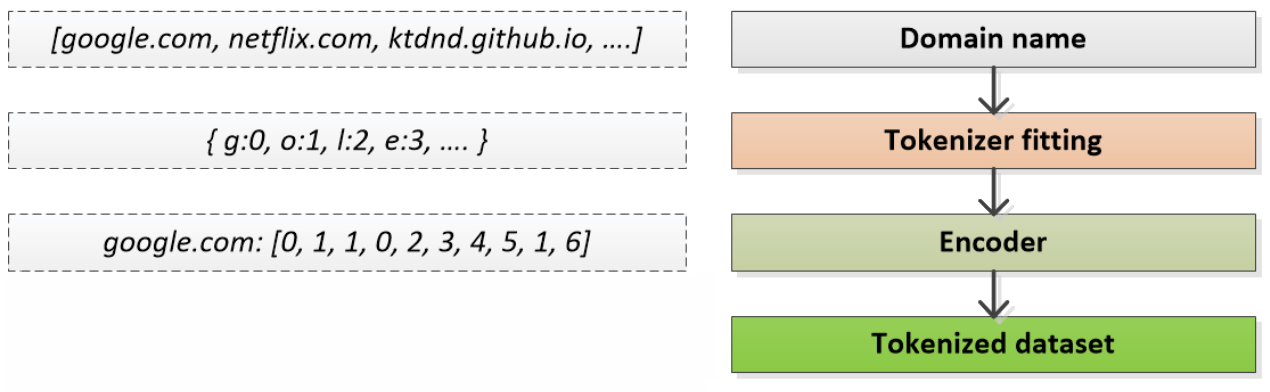 [google.com, netflix.com, ktdnd.github.io, ….]
Domain name
{ g:0, o:1, l:2, e:3, …. }
Tokenizer fitting
google.com: [0, 1, 1, 0, 2, 3, 4, 5, 1, 6]
Encoder
Tokenized dataset